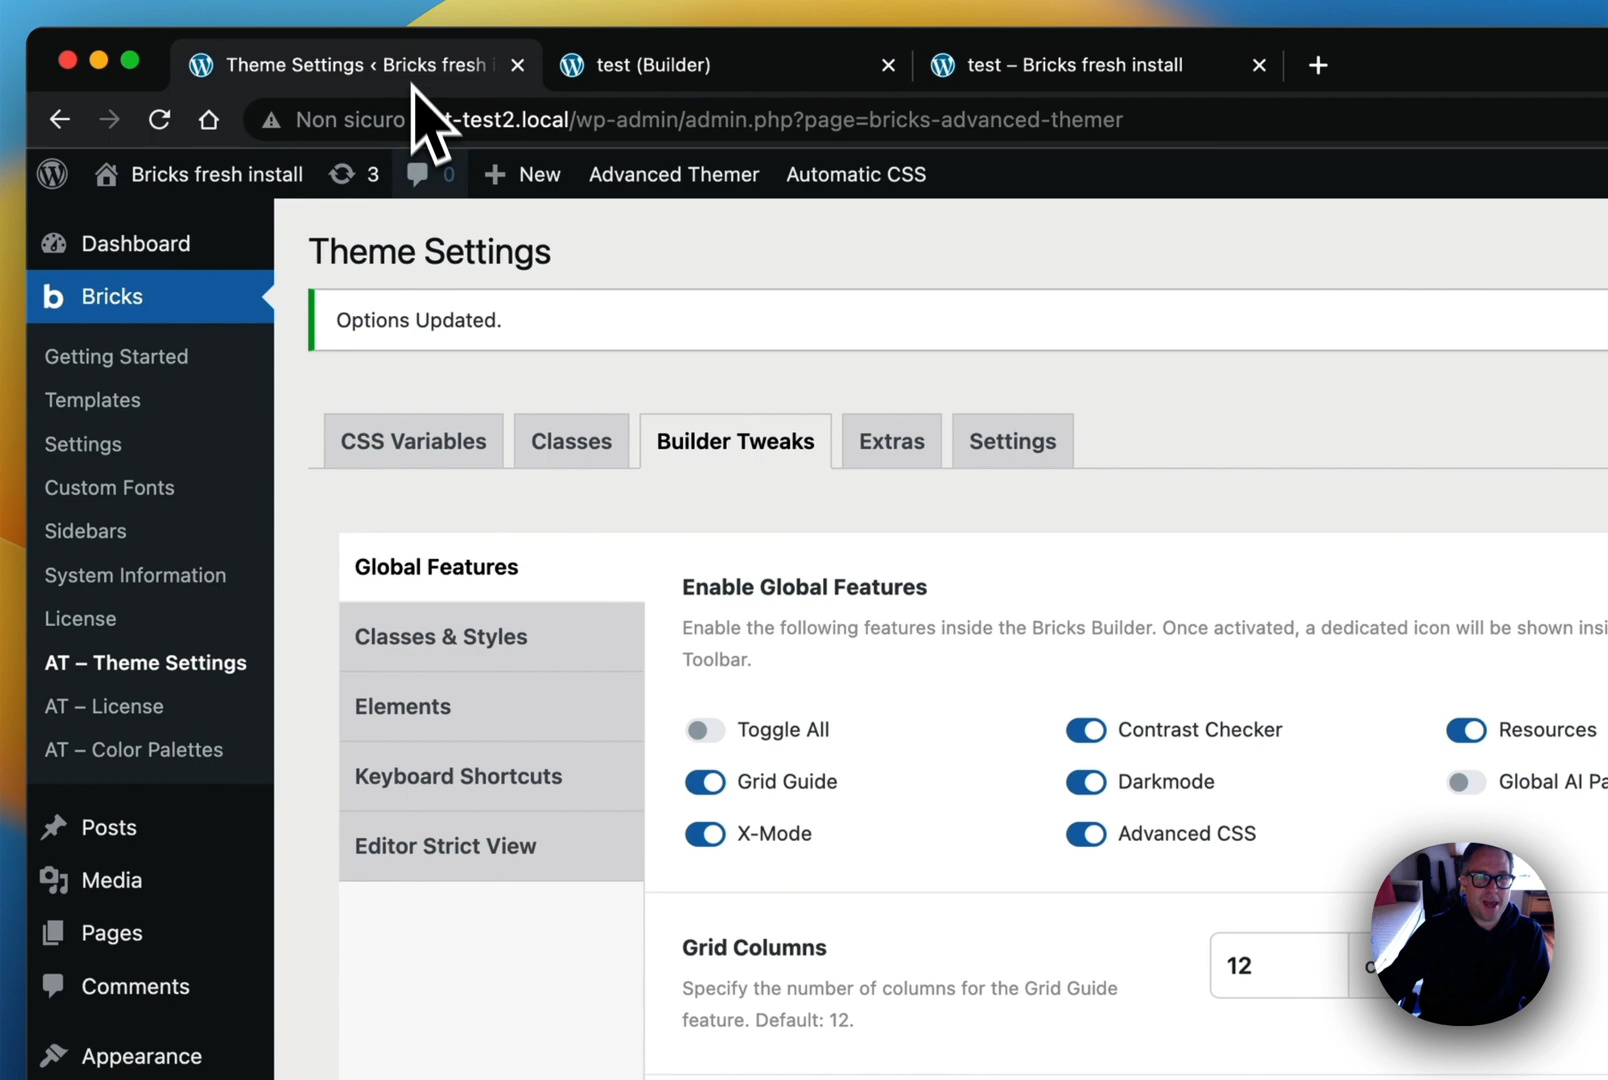 Theme Settings ‹ Bricks fresh
test (Builder)
test – Bricks fresh install
Non sicuro
t-test2.local/wp-admin/admin.php?page=bricks-advanced-themer
Bricks fresh install
3
0
New
Advanced Themer
Automatic CSS
Dashboard
Bricks
Getting Started
Templates
Settings
Custom Fonts
Sidebars
System Information
License
AT – Theme Settings
AT – License
AT – Color Palettes
Posts
Media
Pages
Comments
Appearance
Theme Settings
Options Updated.
CSS Variables
Classes
Builder Tweaks
Extras
Settings
Global Features
Classes & Styles
Elements
Keyboard Shortcuts
Editor Strict View
Enable Global Features
Enable the following features inside the Bricks Builder. Once activated, a dedicated icon will be shown
Toolbar.
Toggle All
Contrast Checker
Resources
Grid Guide
Darkmode
Global AI
X-Mode
Advanced CSS
Grid Columns
Specify the number of columns for the Grid Guide
feature. Default: 12.
12